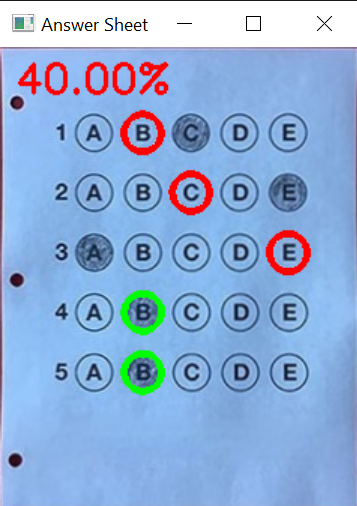 Answer Sheet
40.00%
1 A B C D E
2 A B C D E
3 A B C D E
4 A B C D E
5 A B C D E